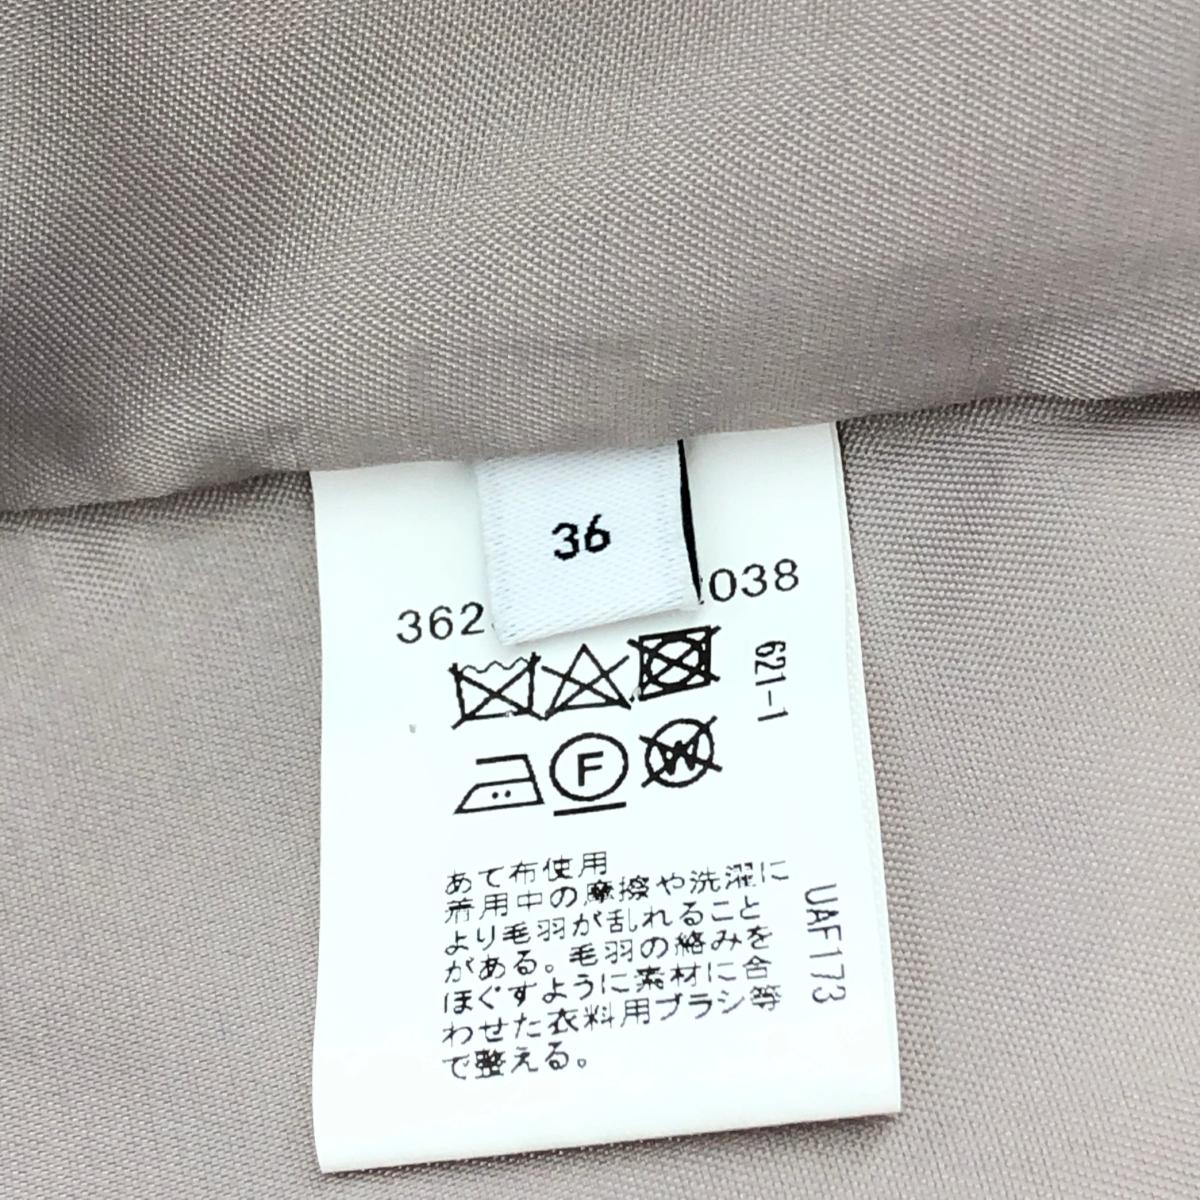 36
362
2038
621-1
F
W
あて布使用
着用中の摩擦や洗濯に
より毛羽が乱れること
がある。毛羽の絡みを
ほぐすように素材に合
わせた衣料用ブラシ等
で整える。
UAF173